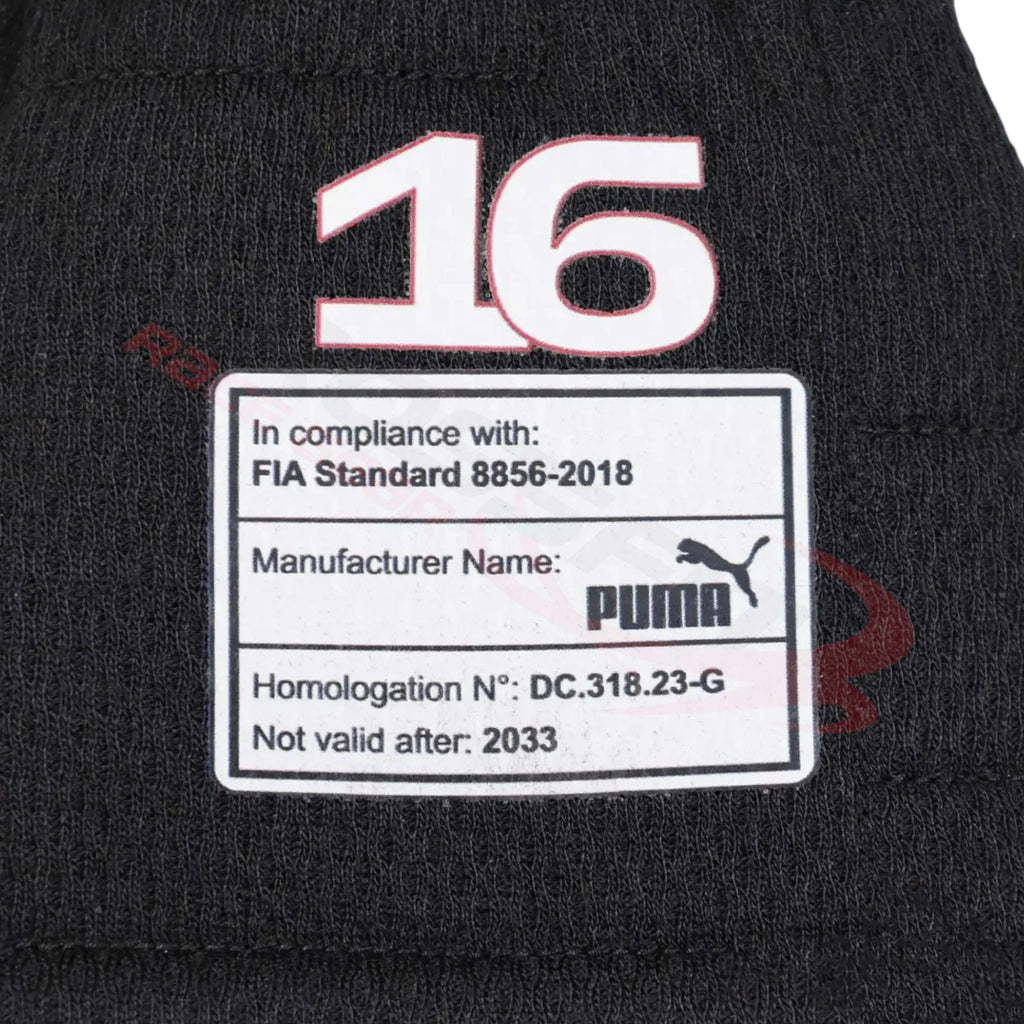 16
In compliance with:
FIA Standard 8856-2018
Manufacturer Name:
PUMA
Homologation N°: DC.318.23-G
Not valid after: 2033